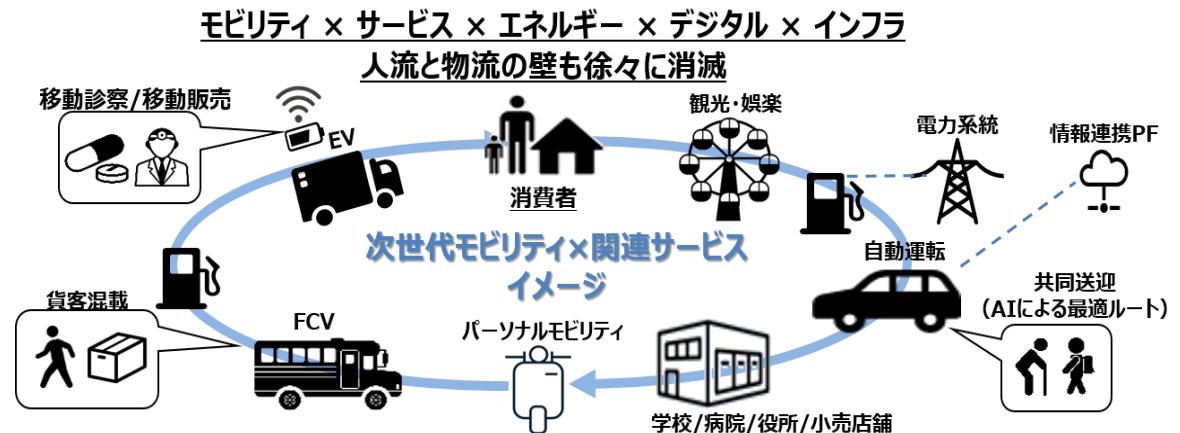 モビリティ × サービス × エネルギー × デジタル × インフラ
人流と物流の壁も徐々に消滅
移動診察/移動販売
EV
消費者
観光・娯楽
電力系統
情報連携PF
次世代モビリティ×関連サービス
イメージ
自動運転
共同送迎
(AIによる最適ルート)
貨客混載
FCV
パーソナルモビリティ
学校/病院/役所/小売店舗